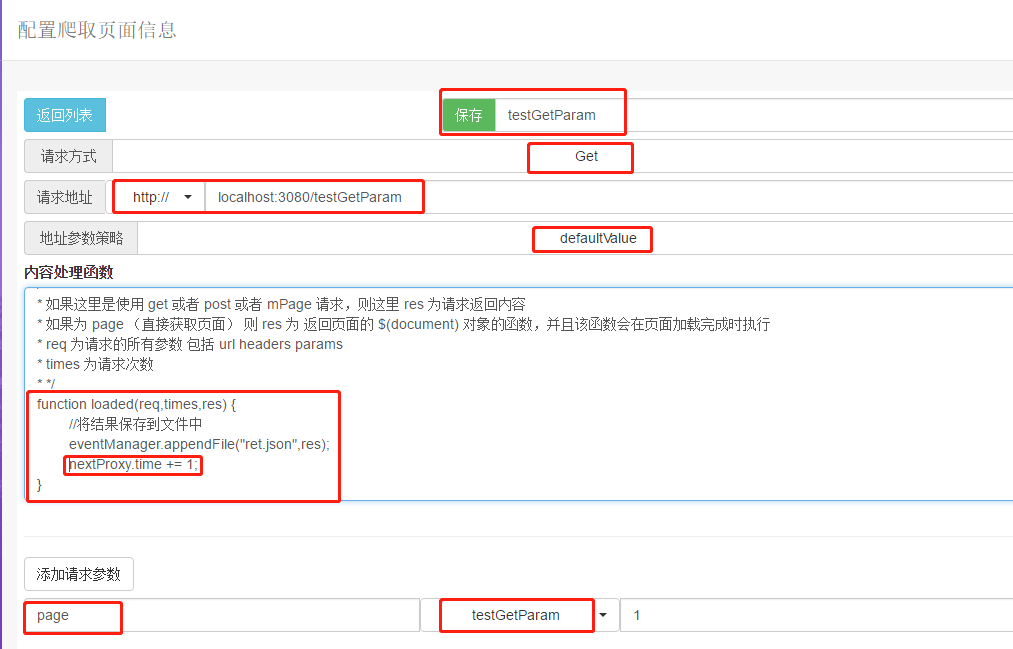 配置爬取页面信息
返回列表 保存 testGetParam
请求方式 Get
请求地址 http:// localhost:3080/testGetParam
地址参数策略 defaultValue
内容处理函数
* 如果这里是使用 get 或者 post 或者 mPage 请求，则这里 res 为请求返回内容
* 如果为 page （直接获取页面） 则 res 为 返回页面的 $(document) 对象的函数，并且该函数会在页面加载完成时执行
* req 为请求的所有参数 包括 url headers params
* times 为请求次数
* */
function loaded(req,times,res) {
//将结果保存到文件中
eventManager.appendFile("ret.json",res);
nextProxy.time += 1;
}
添加请求参数
page testGetParam 1